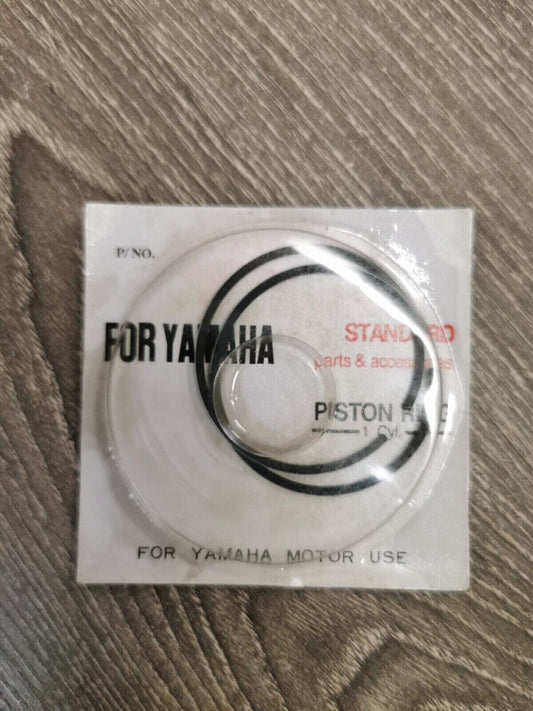 P/NO.
FOR YAMAHA
STANDARD
parts & accessories
PISTON RING
1 Cyl
FOR YAMAHA MOTOR USE